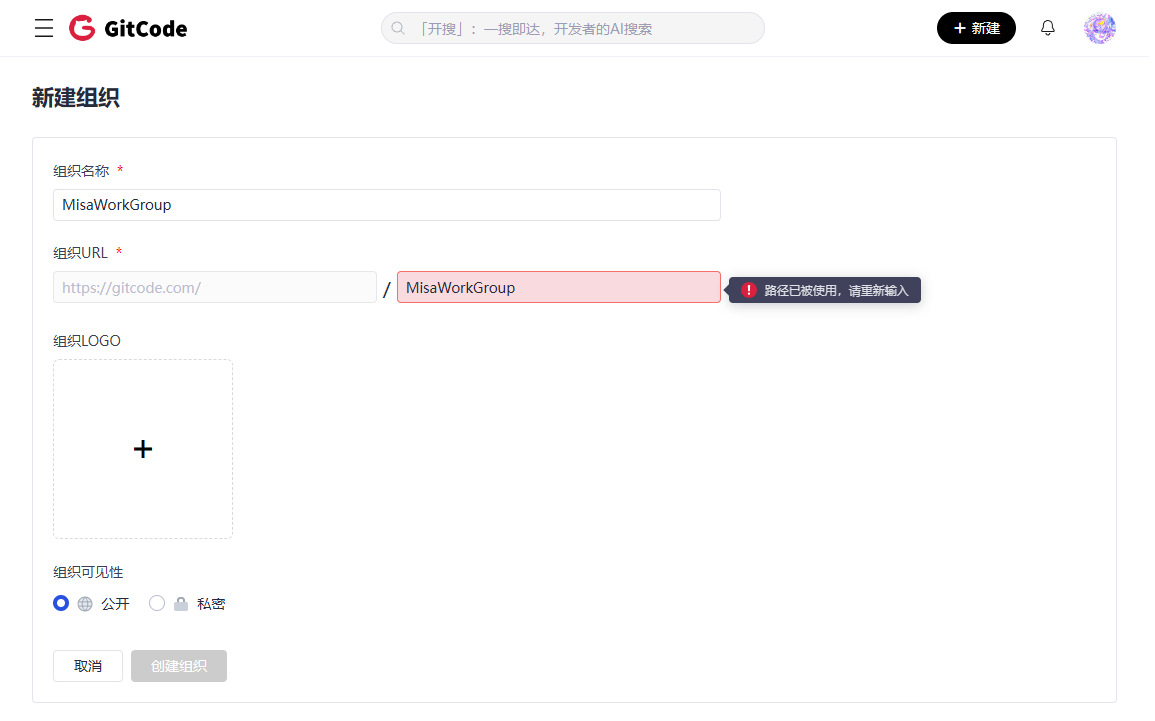 GitCode
「开搜」：一搜即达，开发者的AI搜索
+ 新建
新建组织
组织名称 *
MisaWorkGroup
组织URL *
https://gitcode.com/ / MisaWorkGroup
路径已被使用，请重新输入
组织LOGO
+
组织可见性
公开 私密
取消 创建组织